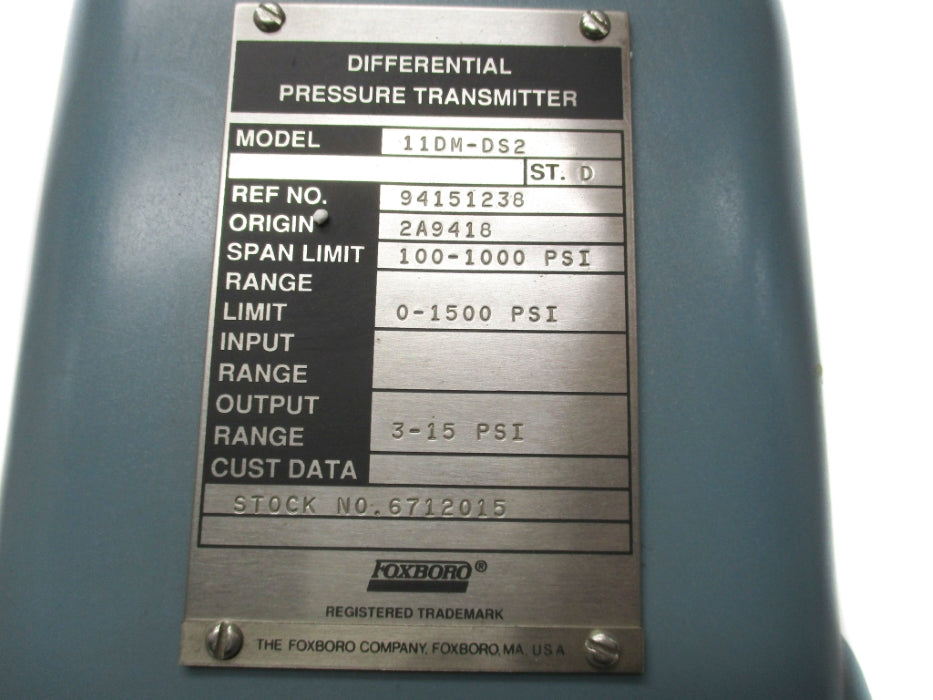 DIFFERENTIAL
PRESSURE TRANSMITTER
MODEL 11DM-DS2
ST. D
REF NO. 94151238
ORIGIN 2A9418
SPAN LIMIT 100-1000 PSI
RANGE
LIMIT 0-1500 PSI
INPUT
RANGE
OUTPUT
RANGE 3-15 PSI
CUST DATA
STOCK NO.6712015
FOXBORO®
REGISTERED TRADEMARK
THE FOXBORO COMPANY, FOXBORO, MA, USA